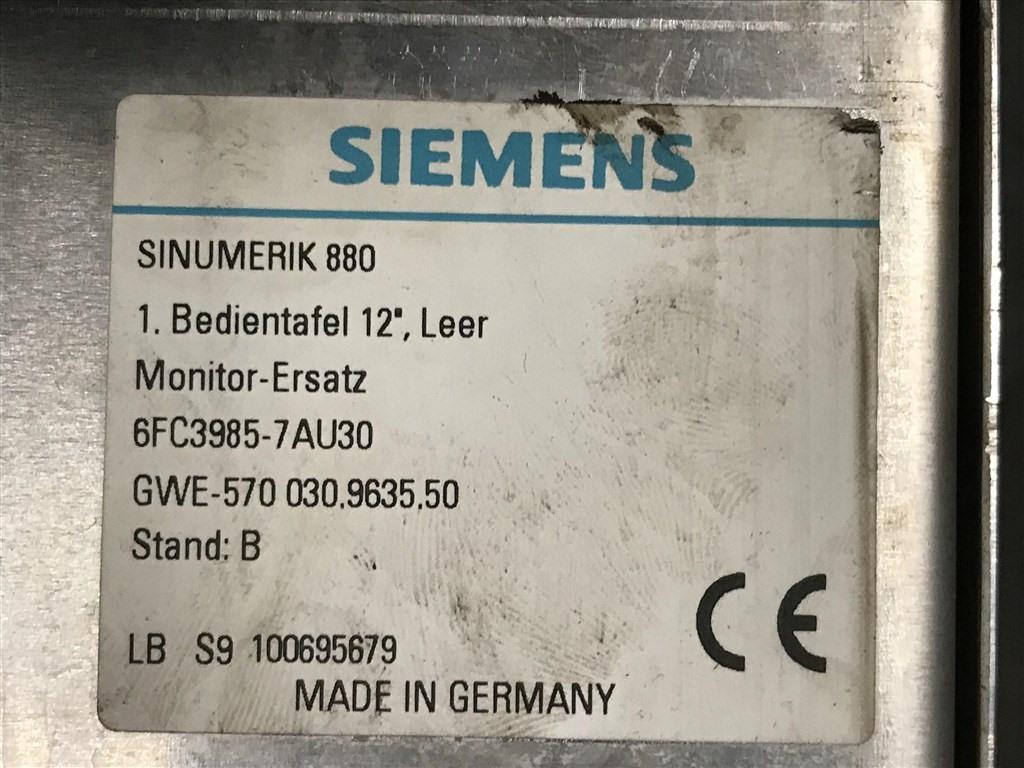 SIEMENS
SINUMERIK 880
1. Bedientafel 12", Leer
Monitor-Ersatz
6FC3985-7AU30
GWE-570 030.9635.50
Stand: B
CE
LB S9 100695679
MADE IN GERMANY